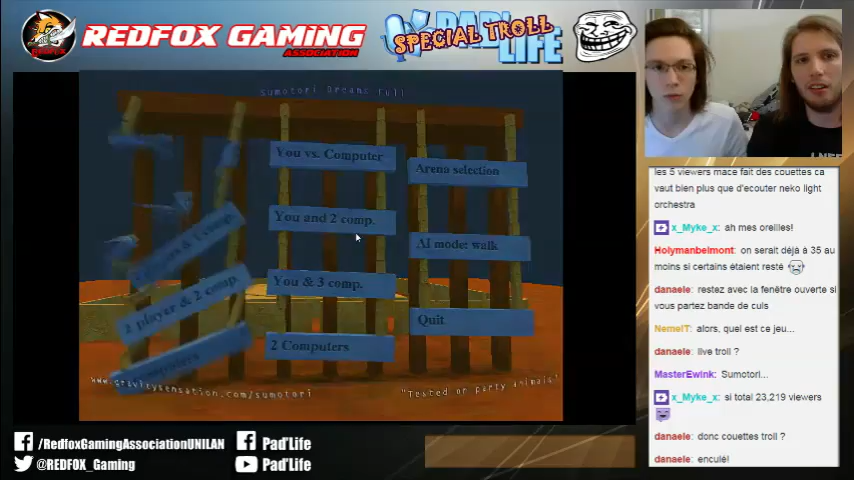 REDFOX GAMING
ASSOCIATION
PAD'LIFE
SPECIAL TROLL
Sumotori Dreams Full
You vs. Computer
Arena selection
You and 2 comp.
& 1 comp.
AI mode: walk
You & 3 comp.
2 player & 2 comp.
Quit
2 Computers
www.gravitysensation.com/sumotori
"Tested on party animals"
les 5 viewers mace fait des couettes ca
vaut bien plus que d'ecouter neko light
orchestra
x_Myke_x: ah mes oreilles!
Holymanbelmont: on serait déjà à 35 au
moins si certains étaient resté
danaele: restez avec la fenêtre ouverte si
vous partez bande de culs
NemeIT: alors, quel est ce jeu...
danaele: live troll ?
MasterEwink: Sumotori...
x_Myke_x: si total 23,219 viewers
danaele: donc couettes troll ?
danaele: enculé!
/RedfoxGamingAssociationUNILAN
Pad'Life
@REDFOX_Gaming
Pad'Life